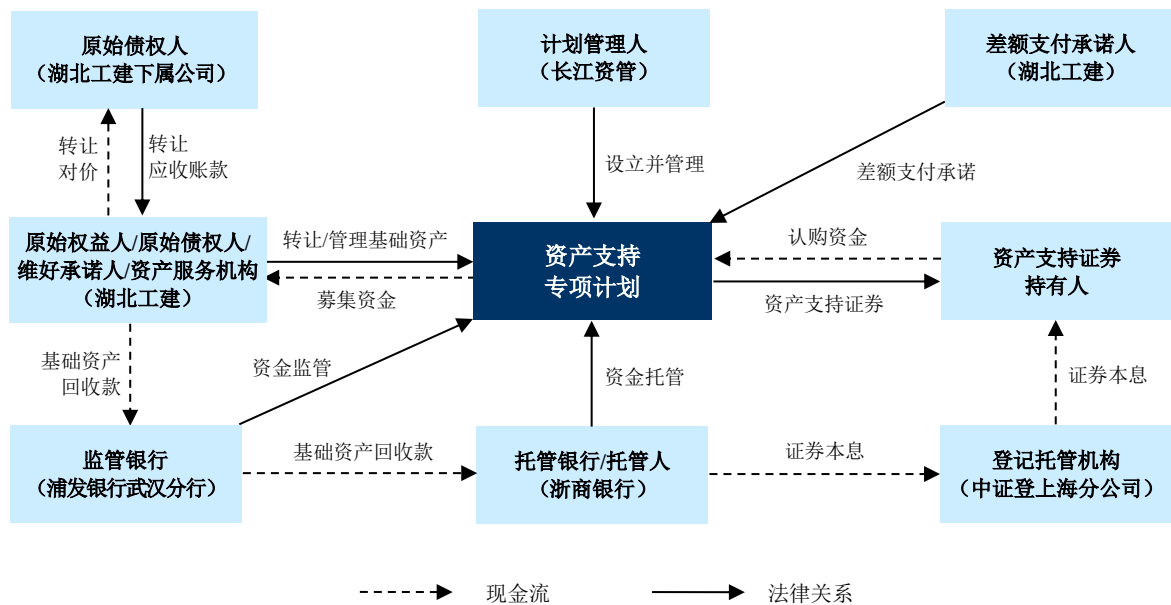 原始债权人
（湖北工建下属公司）
计划管理人
（长江资管）
差额支付承诺人
（湖北工建）
转让
对价
转让
应收账款
设立并管理
差额支付承诺
原始权益人/原始债权人/
维好承诺人/资产服务机构
（湖北工建）
转让/管理基础资产
募集资金
资产支持
专项计划
认购资金
资产支持证券
资产支持证券
持有人
基础资产
回收款
资金监管
资金托管
证券本息
监管银行
（浦发银行武汉分行）
基础资产回收款
托管银行/托管人
（浙商银行）
证券本息
登记托管机构
（中证登上海分公司）
现金流
法律关系